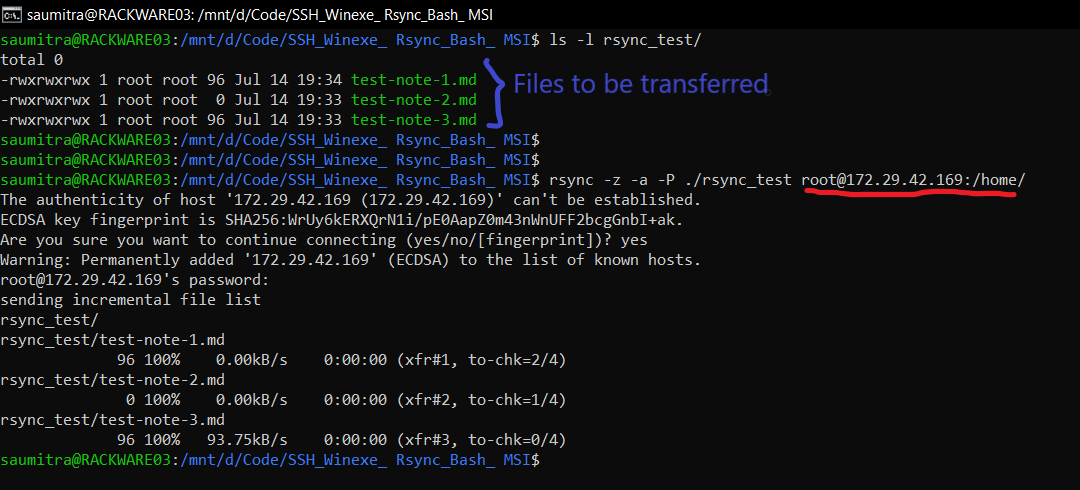 saumitra@RACKWARE03: /mnt/d/Code/SSH_Winexe_ Rsync_Bash_ MSI
saumitra@RACKWARE03:/mnt/d/Code/SSH_Winexe_ Rsync_Bash_ MSI$ ls -l rsync_test/
total 0
-rwxrwxrwx 1 root root 96 Jul 14 19:34 test-note-1.md
-rwxrwxrwx 1 root root  0 Jul 14 19:33 test-note-2.md
-rwxrwxrwx 1 root root 96 Jul 14 19:33 test-note-3.md
Files to be transferred
saumitra@RACKWARE03:/mnt/d/Code/SSH_Winexe_ Rsync_Bash_ MSI$
saumitra@RACKWARE03:/mnt/d/Code/SSH_Winexe_ Rsync_Bash_ MSI$
saumitra@RACKWARE03:/mnt/d/Code/SSH_Winexe_ Rsync_Bash_ MSI$ rsync -z -a -P ./rsync_test root@172.29.42.169:/home/
The authenticity of host '172.29.42.169 (172.29.42.169)' can't be established.
ECDSA key fingerprint is SHA256:WrUy6kERXQrN1i/pE0AapZ0m43nWnUFF2bcgGnbI+ak.
Are you sure you want to continue connecting (yes/no/[fingerprint])? yes
Warning: Permanently added '172.29.42.169' (ECDSA) to the list of known hosts.
root@172.29.42.169's password:
sending incremental file list
rsync_test/
rsync_test/test-note-1.md
             96 100%    0.00kB/s    0:00:00 (xfr#1, to-chk=2/4)
rsync_test/test-note-2.md
              0 100%    0.00kB/s    0:00:00 (xfr#2, to-chk=1/4)
rsync_test/test-note-3.md
             96 100%   93.75kB/s    0:00:00 (xfr#3, to-chk=0/4)
saumitra@RACKWARE03:/mnt/d/Code/SSH_Winexe_ Rsync_Bash_ MSI$